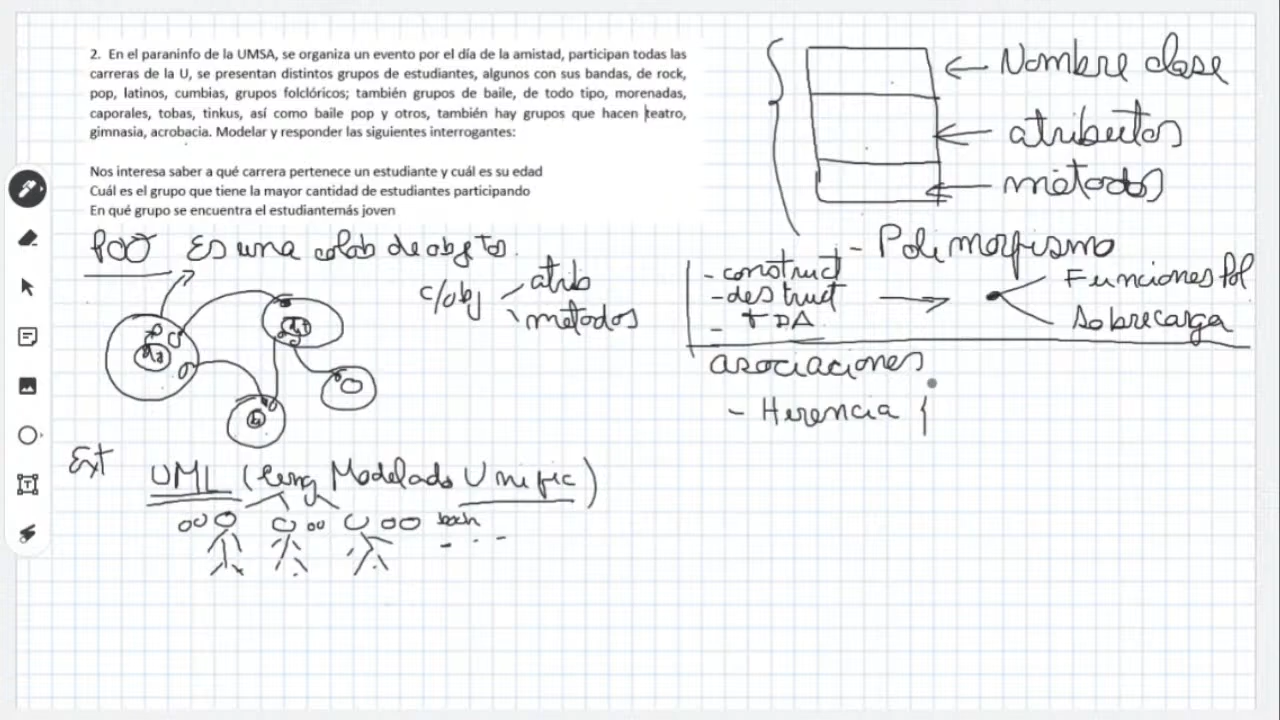 2. En el paraninfo de la UMSA, se organiza un evento por el día de la amistad, participan todas las
carreras de la U, se presentan distintos grupos de estudiantes, algunos con sus bandas, de rock,
pop, latinos, cumbias, grupos folclóricos; también grupos de baile, de todo tipo, morenadas,
caporales, tobas, tinkus, así como baile pop y otros, también hay grupos que hacen teatro,
gimnasia, acrobacia. Modelar y responder las siguientes interrogantes:
Nos interesa saber a qué carrera pertenece un estudiante y cuál es su edad
Cuál es el grupo que tiene la mayor cantidad de estudiantes participando
En qué grupo se encuentra el estudiantemás joven
POO Es una colab de objetos.
c/obj
atrib
metodos
Ext
UML (leng Modelado Unific)
Nombre clase
atributos
metodos
- Polimorfismo
- construct
- destruct
- TDA
Funciones Pol
Sobrecarga
asociaciones
- Herencia {